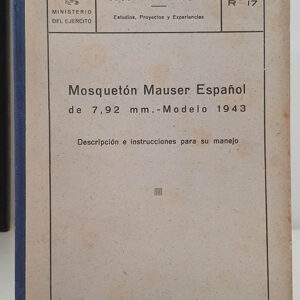 MINISTERIO
DEL EJERCITO
Estudios, Proyectos y Experiencias
R-17
Mosquetón Mauser Español
de 7,92 mm.-Modelo 1943
Descripción e instrucciones para su manejo